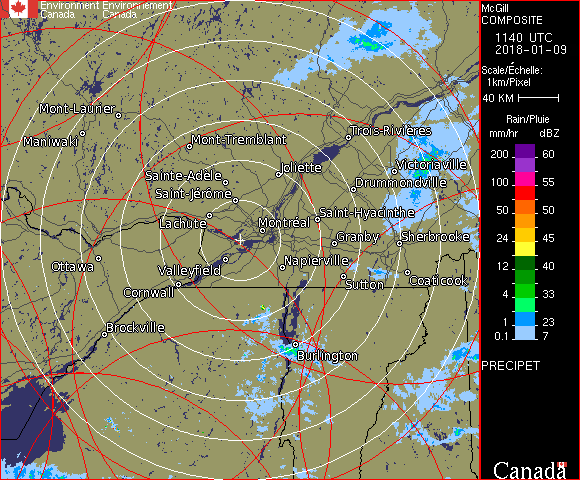 Environment Environnement
Canada Canada
McGill
COMPOSITE
1140 UTC
2018-01-09
Scale/Échelle:
1km/Pixel
40 KM
Rain/Pluie
mm/hr dBZ
200 60
100 55
50 50
24 45
12 40
4 33
1 23
0.1 7
PRECIPET
Canada
Mont-Laurier
Maniwaki
Mont-Tremblant
Trois-Rivières
Sainte-Adèle
Joliette
Victoriaville
Saint-Jérôme
Drummondville
Lachute
Montréal
Saint-Hyacinthe
Granby
Sherbrooke
Ottawa
Valleyfield
Napierville
Cornwall
Sutton
Coaticook
Brockville
Burlington